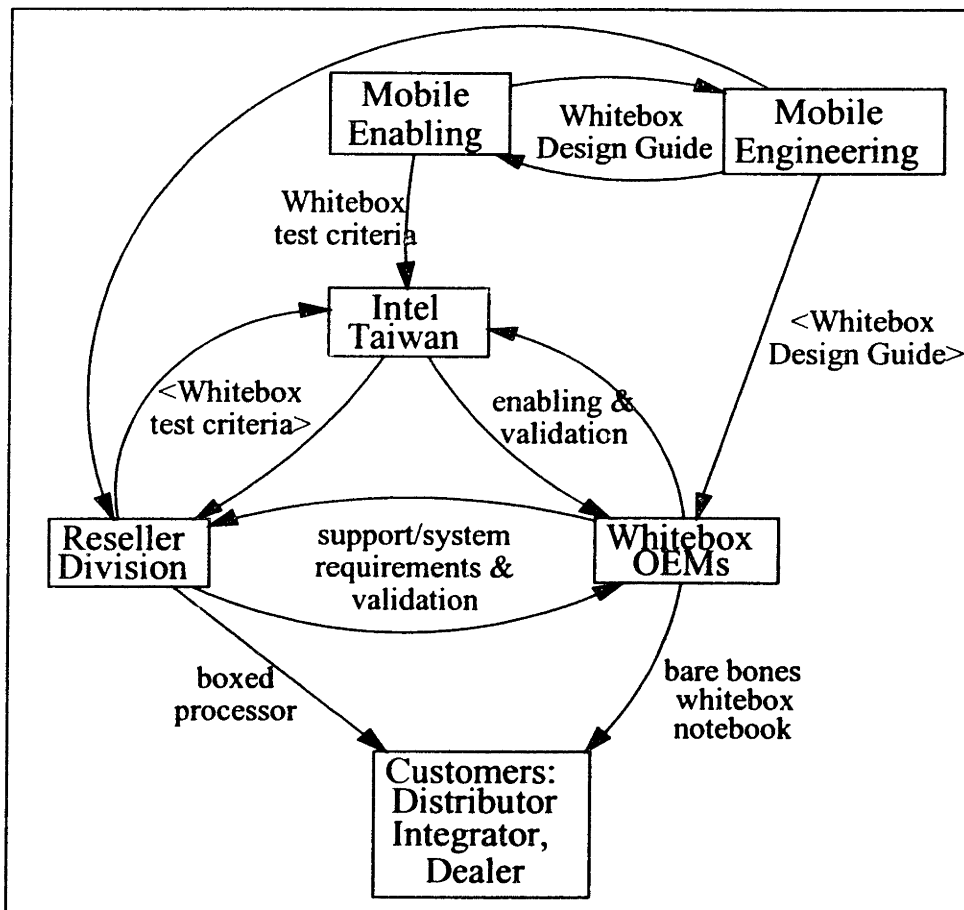 Mobile
Enabling
Whitebox
Design Guide
Mobile
Engineering
Whitebox
test criteria
Intel
Taiwan
<Whitebox
Design Guide>
<Whitebox
test criteria>
enabling &
validation
Reseller
Division
support/system
requirements &
validation
Whitebox
OEMs
boxed
processor
bare bones
whitebox
notebook
Customers:
Distributor
Integrator,
Dealer